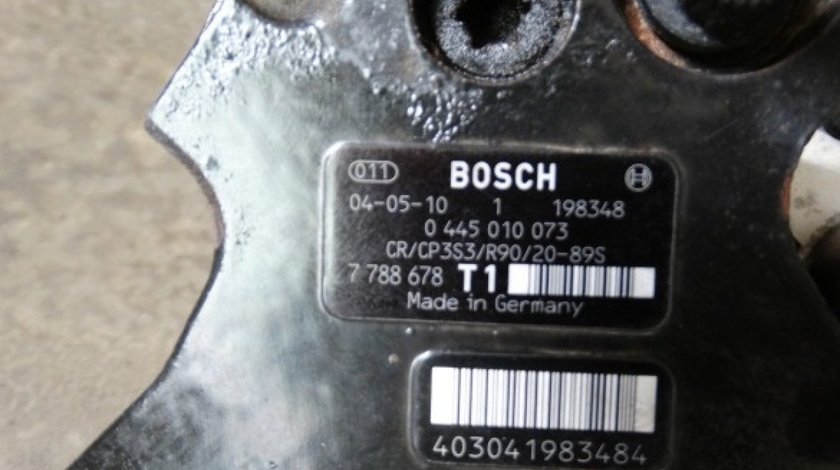 011 BOSCH
04-05-10 1 198348
0 445 010 073
CR/CP3S3/R90/20-89S
7 788 678 T1
Made in Germany
403041983484